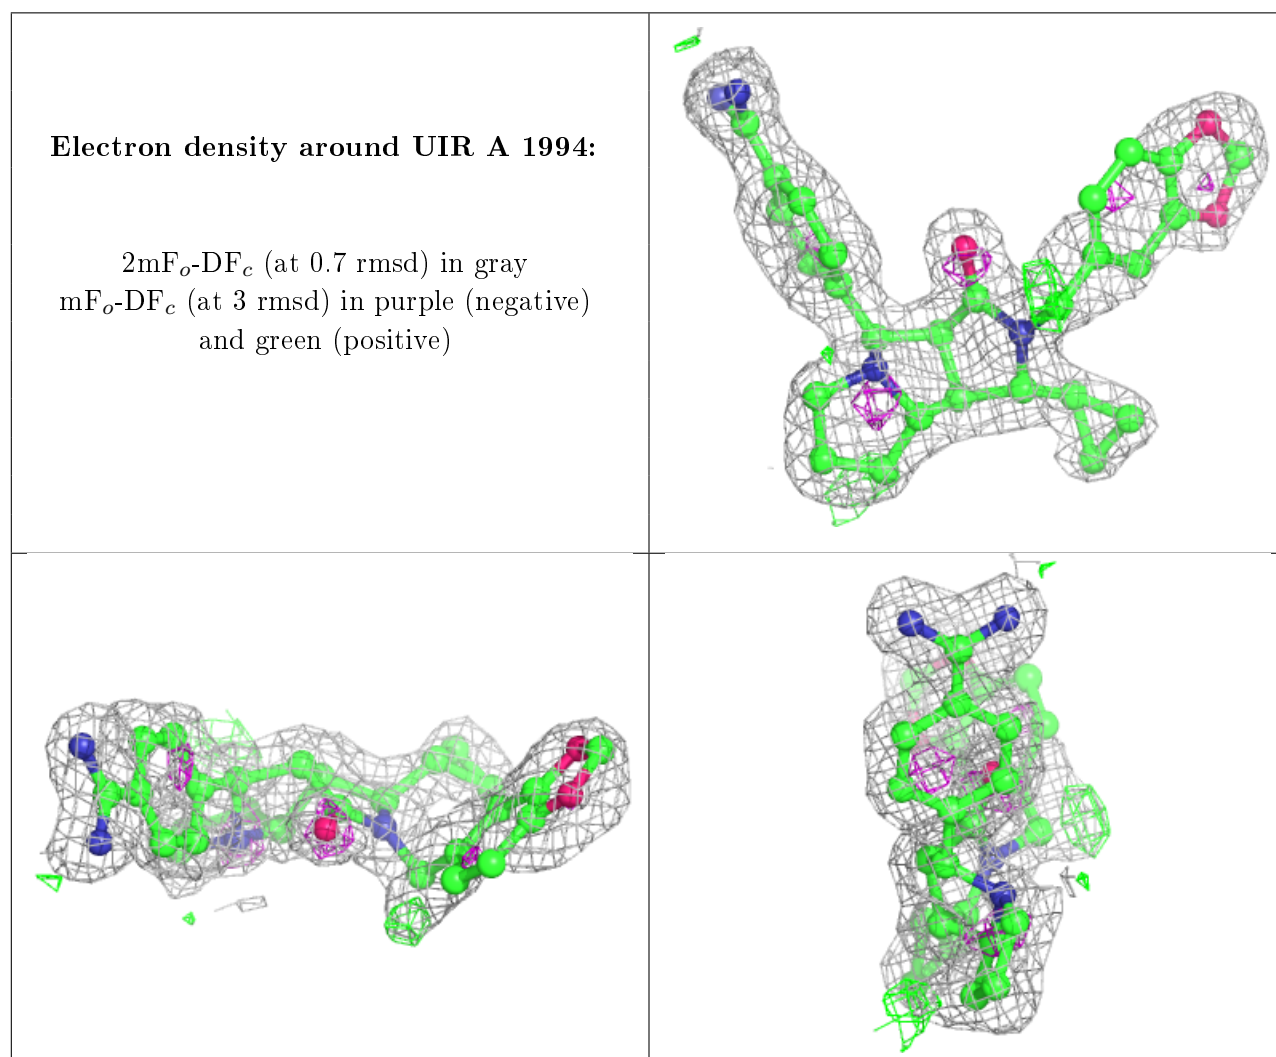 Electron density around UIR A 1994:
2mFo-DFc (at 0.7 rmsd) in gray
mFo-DFc (at 3 rmsd) in purple (negative)
and green (positive)